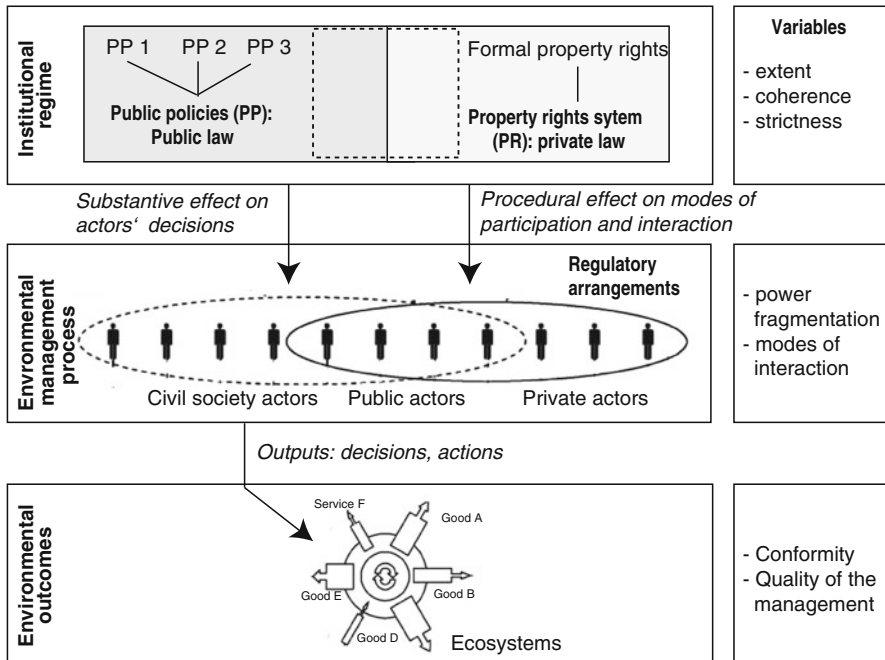 Institutional
regime
PP 1 PP 2 PP 3
Public policies (PP):
Public law
Formal property rights
Property rights sytem
(PR): private law
Variables
- extent
- coherence
- strictness
Substantive effect on
actors‘ decisions
Procedural effect on modes of
participation and interaction
Envronmental
management
process
Regulatory
arrangements
Civil society actors Public actors Private actors
- power
fragmentation
- modes of
interaction
Outputs: decisions, actions
Environmental
outcomes
Service F
Good A
Good E
Good B
Good D
Ecosystems
- Conformity
- Quality of the
management